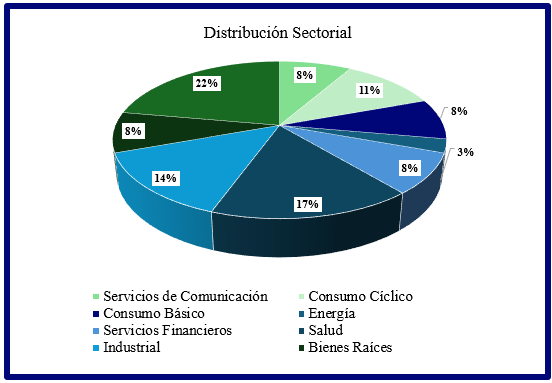 Distribución Sectorial
8%
11%
8%
3%
8%
17%
14%
8%
22%
Servicios de Comunicación
Consumo Cíclico
Consumo Básico
Energía
Servicios Financieros
Salud
Industrial
Bienes Raíces